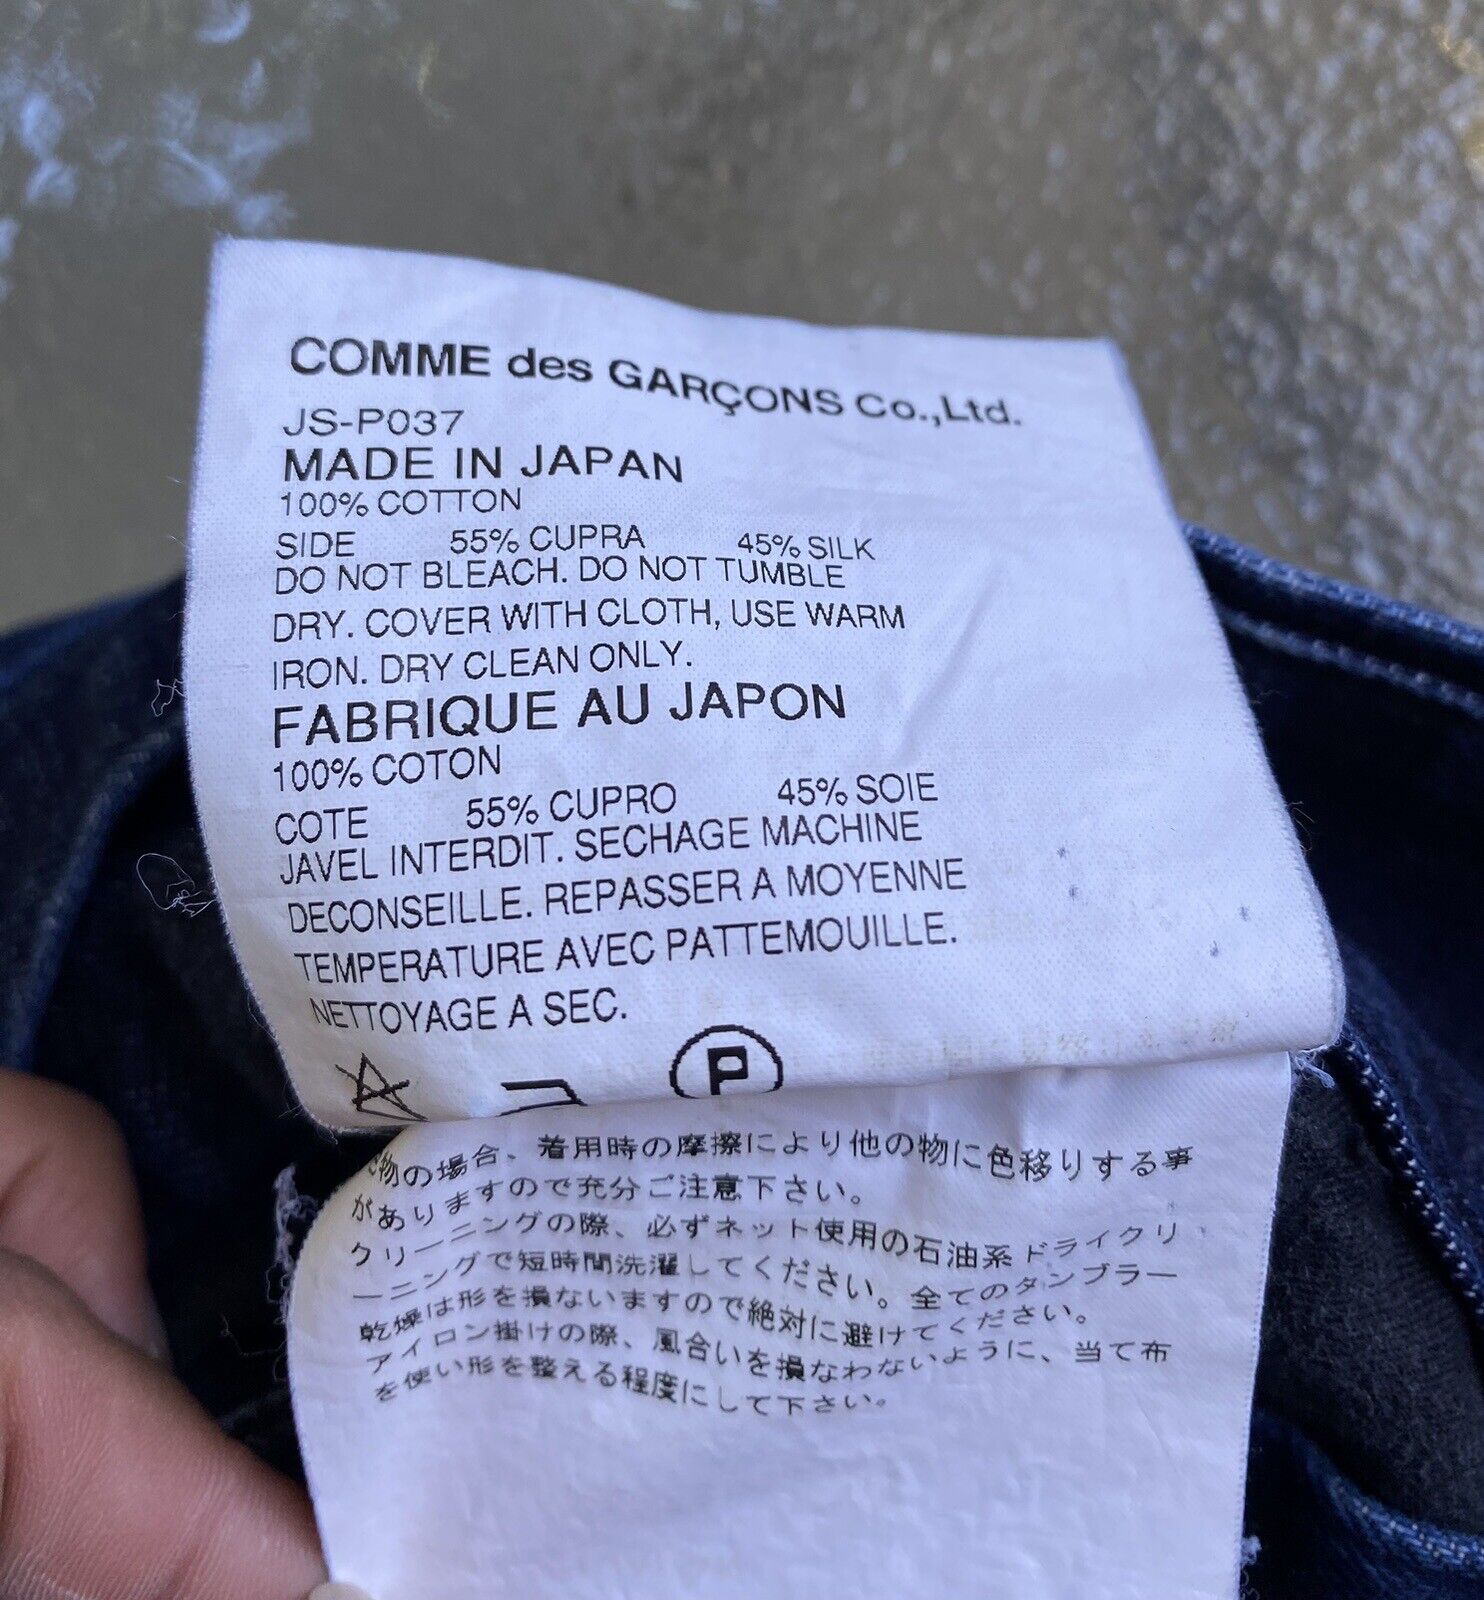 COMME des GARÇONS Co.,Ltd.
JS-P037
MADE IN JAPAN
100% COTTON
SIDE 55% CUPRA 45% SILK
DO NOT BLEACH. DO NOT TUMBLE
DRY. COVER WITH CLOTH, USE WARM
IRON. DRY CLEAN ONLY.
FABRIQUE AU JAPON
100% COTON
COTE 55% CUPRO 45% SOIE
JAVEL INTERDIT. SECHAGE MACHINE
DECONSEILLE. REPASSER A MOYENNE
TEMPERATURE AVEC PATTEMOUILLE.
NETTOYAGE A SEC.
P
物の場合、着用時の摩擦により他の物に色移りする事
がありますので充分ご注意下さい。
クリーニングの際、必ずネット使用の石油系ドライクリ
ーニングで短時間洗濯してください。全てのタンブラー
乾燥は形を損ないますので絶対に避けてください。
アイロン掛けの際、風合いを損なわないように、当て布
を使い形を整える程度にして下さい。